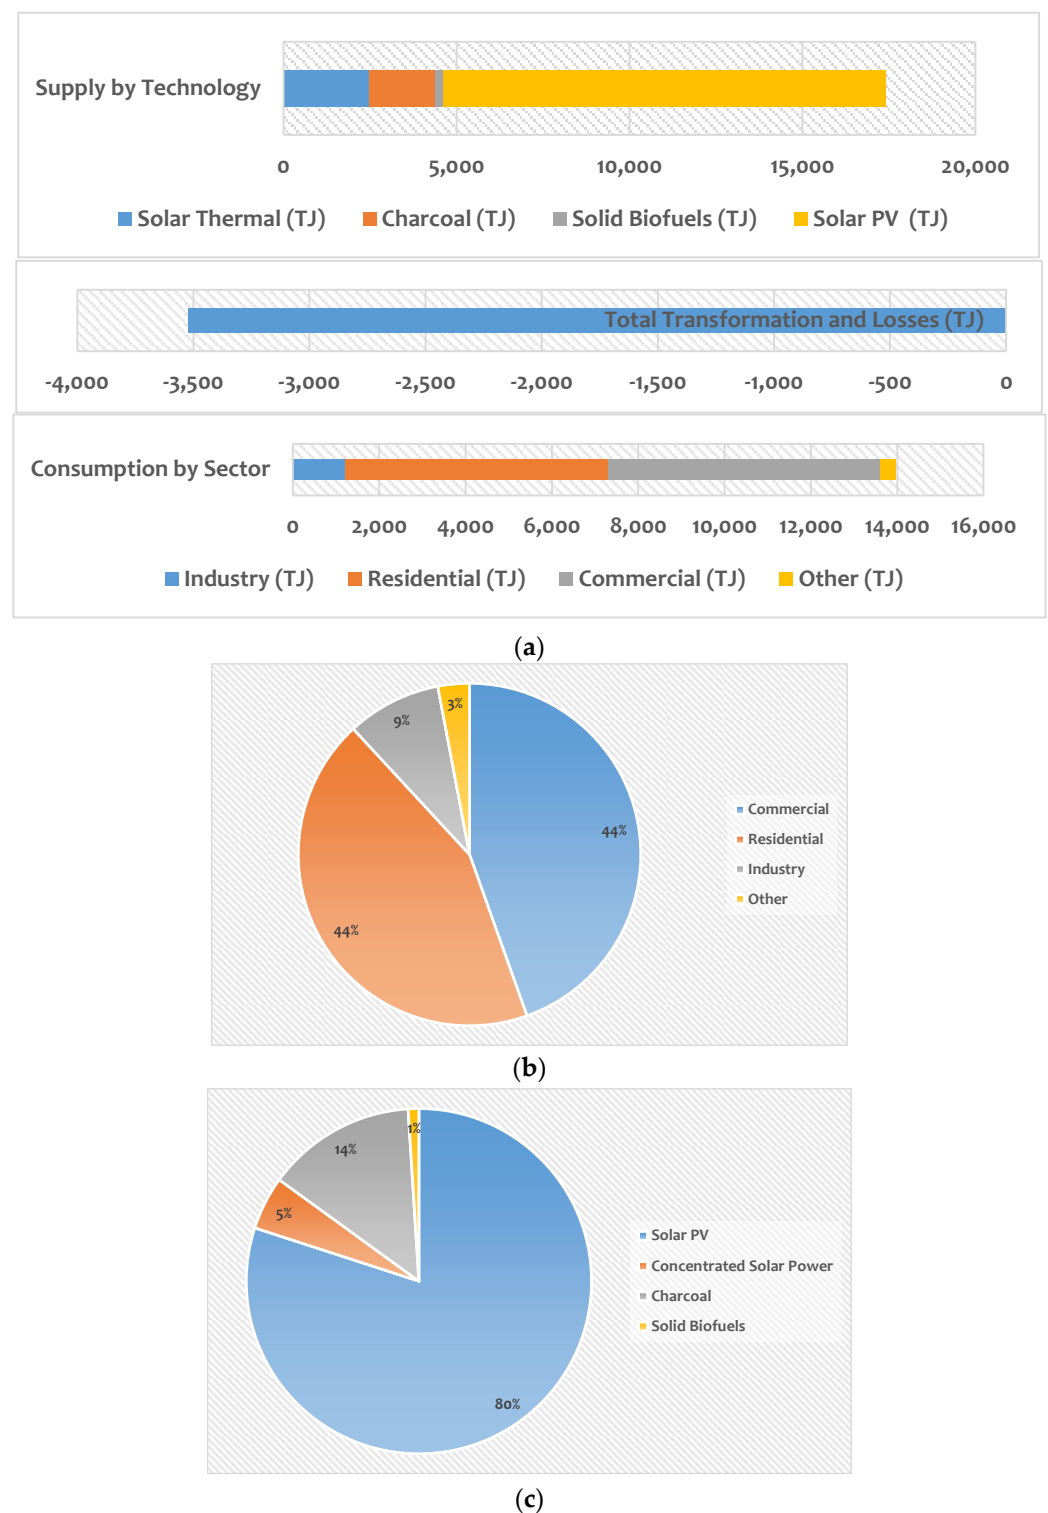 Supply by Technology
0 5,000 10,000 15,000 20,000
Solar Thermal (TJ) Charcoal (TJ) Solid Biofuels (TJ) Solar PV (TJ)
Total Transformation and Losses (TJ)
-4,000 -3,500 -3,000 -2,500 -2,000 -1,500 -1,000 -500 0
Consumption by Sector
0 2,000 4,000 6,000 8,000 10,000 12,000 14,000 16,000
Industry (TJ) Residential (TJ) Commercial (TJ) Other (TJ)
(a)
3%
9%
44%
44%
Commercial
Residential
Industry
Other
(b)
1%
14%
5%
80%
Solar PV
Concentrated Solar Power
Charcoal
Solid Biofuels
(c)